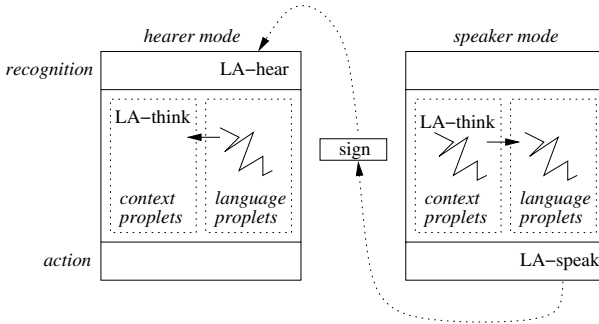 hearer mode
speaker mode
recognition
LA−hear
LA−think
context
proplets
language
proplets
sign
LA−think
context
proplets
language
proplets
action
LA−speak